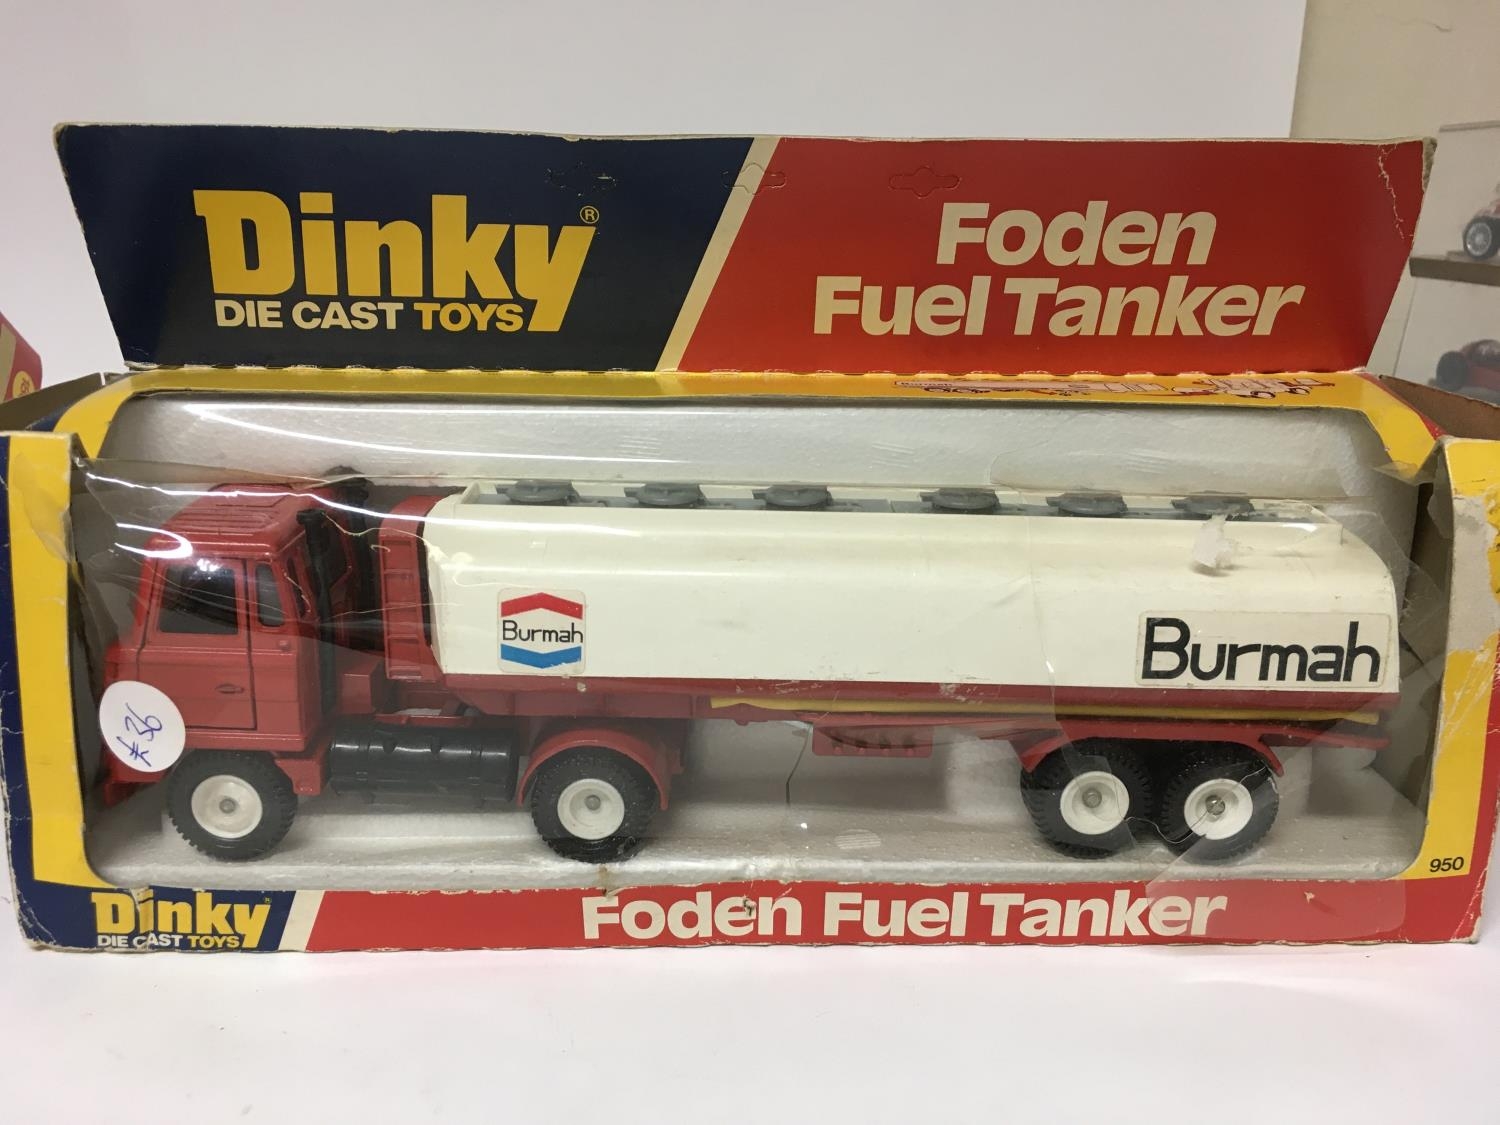 Dinky®
DIE CAST TOYS
Foden
Fuel Tanker
Burmah
Burmah
£36
950
Dinky®
DIE CAST TOYS
Foden Fuel Tanker